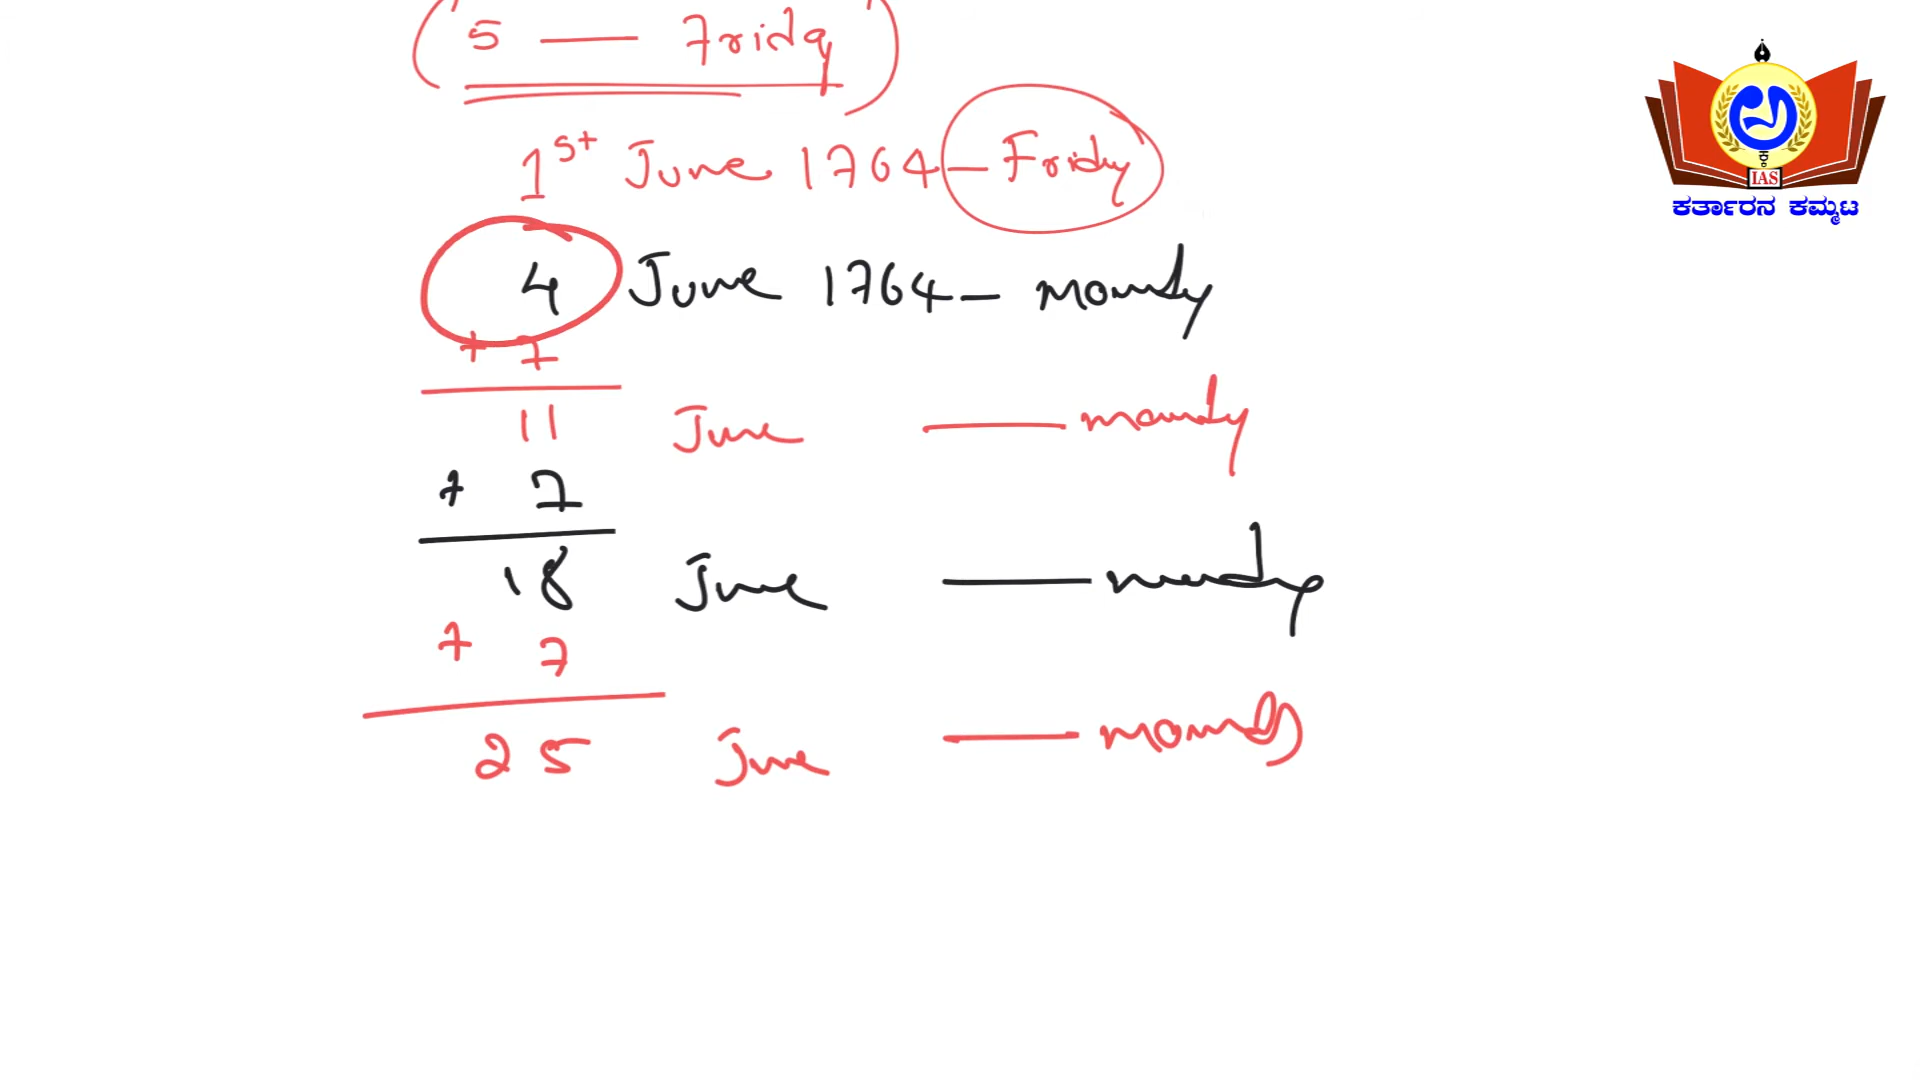 5 — Friday
1st June 1764 — Friday
4 June 1764 — monday
+ 7
11 June — monday
+ 7
18 June — monday
+ 7
25 June — monday
IAS
ಕರ್ತಾರನ ಕಮ್ಮಟ